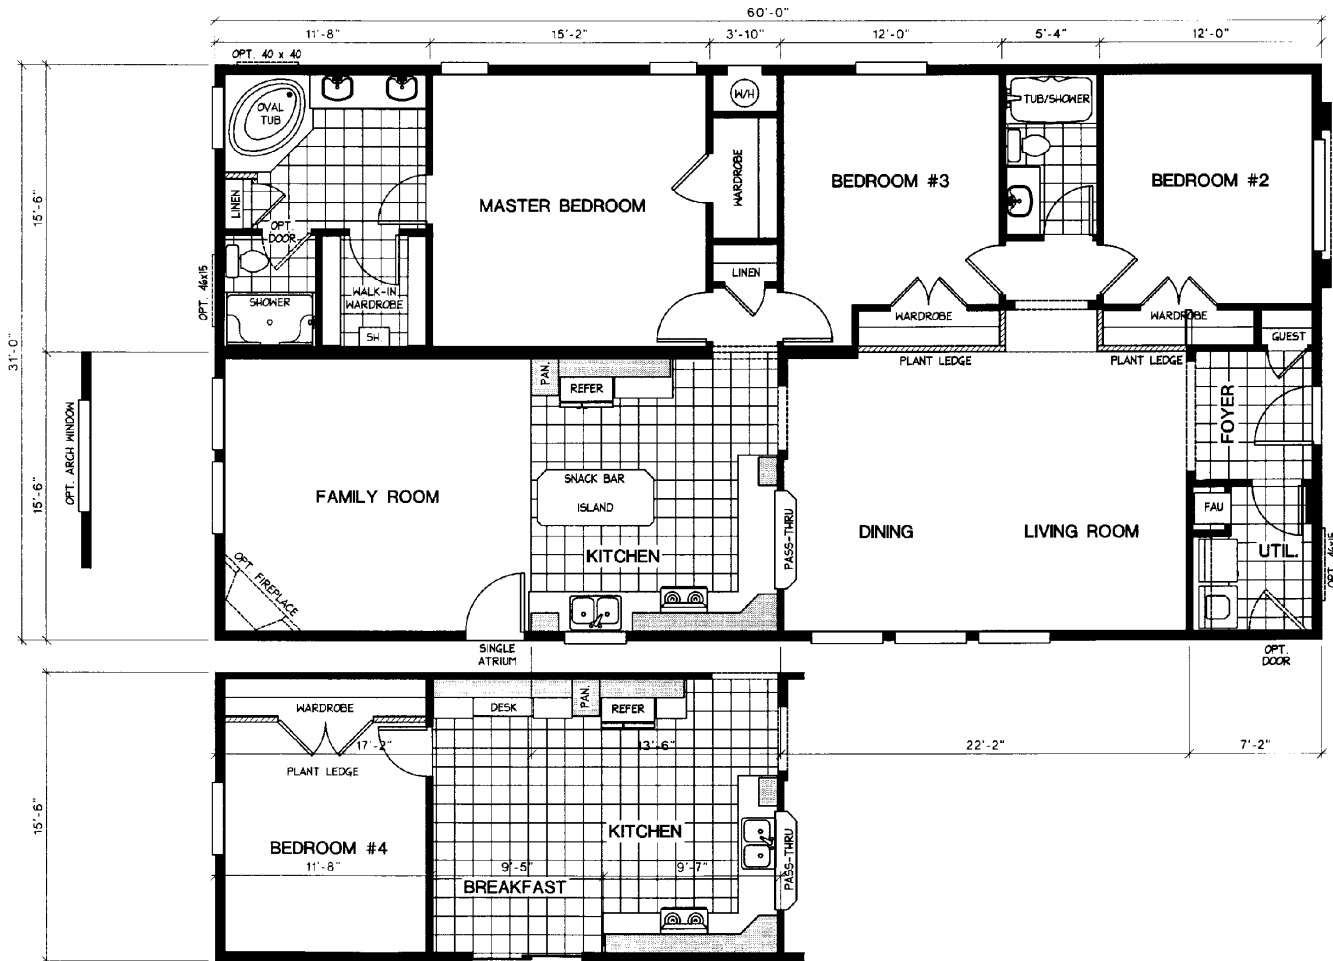 60'-0"
11'-8"
15'-2"
3'-10"
12'-0"
5'-4"
12'-0"
OPT. 40 x 40
OVAL
TUB
W/H
TUB/SHOWER
WARDROBE
BEDROOM #3
BEDROOM #2
MASTER BEDROOM
LINEN
OPT.
DOOR
15'-6"
31'-0"
OPT. 46x15
SHOWER
WALK-IN
WARDROBE
SH.
LINEN
WARDROBE
WARDROBE
GUEST
PLANT LEDGE
PLANT LEDGE
PAN.
REFER
FOYER
OPT. ARCH WINDOW
15'-6"
FAMILY ROOM
SNACK BAR
ISLAND
KITCHEN
PASS-THRU
DINING
LIVING ROOM
FAU
UTIL.
OPT. 46x15
OPT. FIREPLACE
SINGLE
ATRIUM
OPT.
DOOR
WARDROBE
DESK
PAN.
REFER
17'-2"
13'-6"
22'-2"
7'-2"
PLANT LEDGE
15'-6"
KITCHEN
BEDROOM #4
11'-8"
9'-5"
9'-7"
BREAKFAST
PASS-THRU